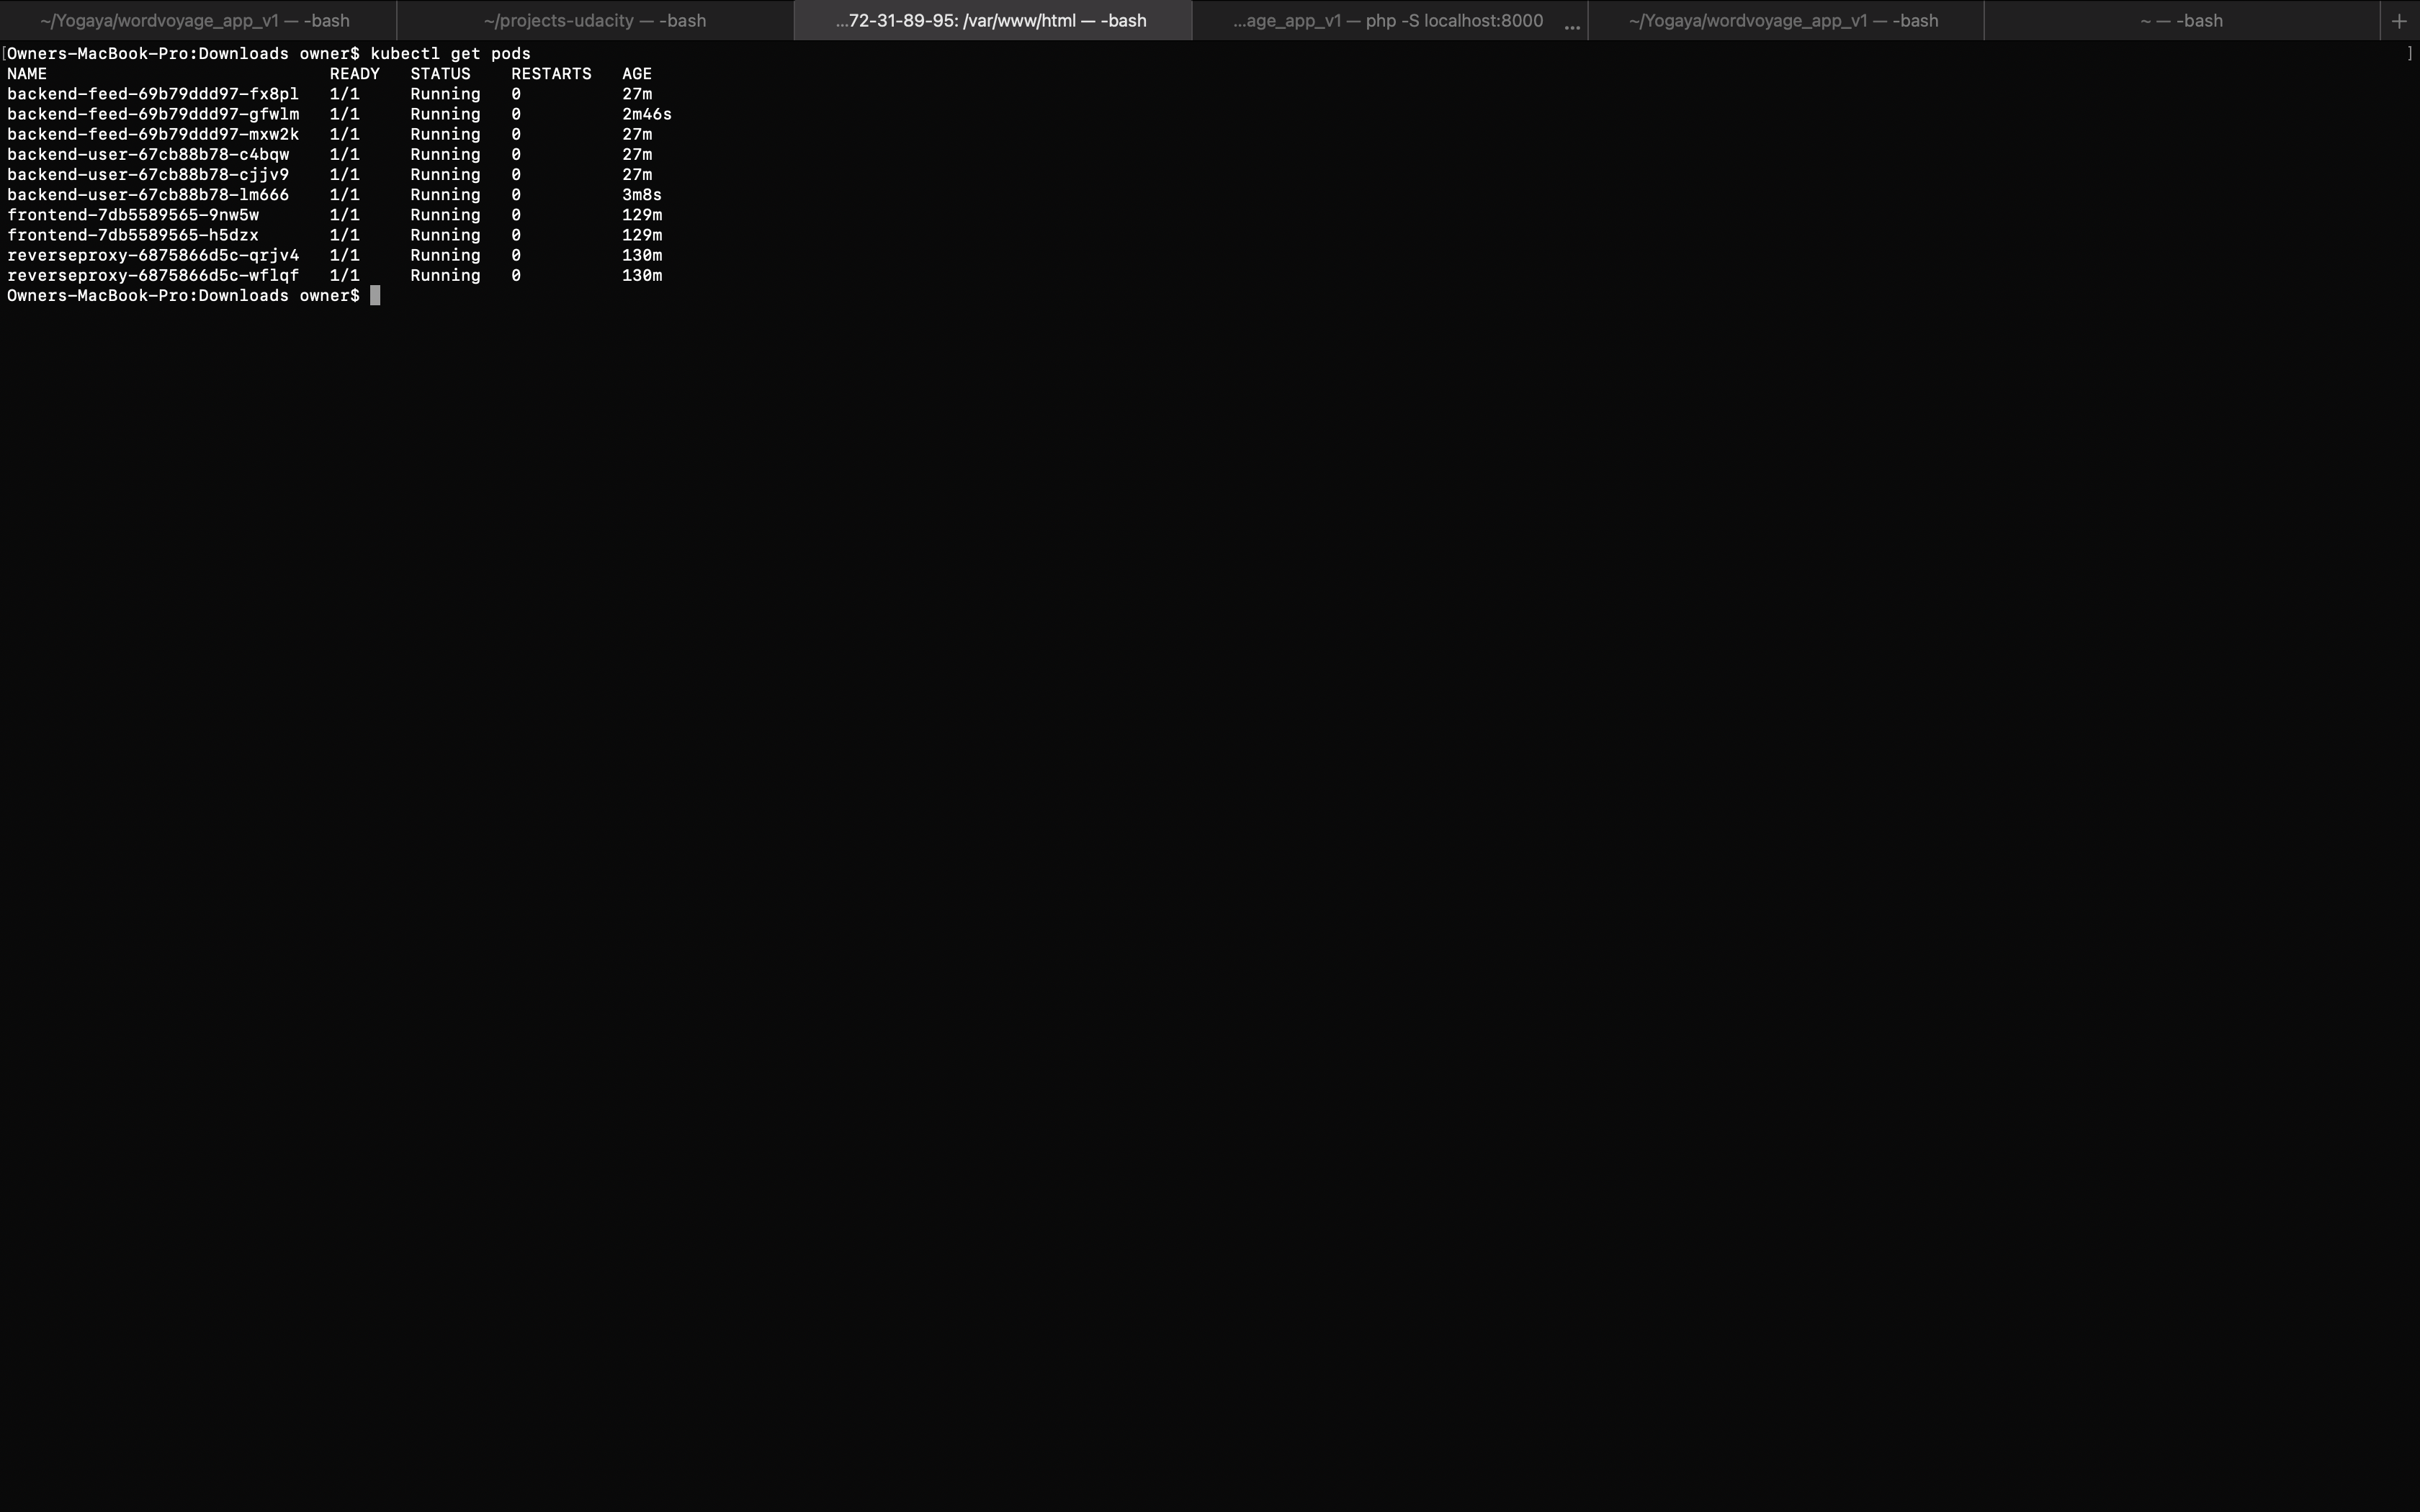 ~/Yogaya/wordvoyage_app_v1 — -bash
~/projects-udacity — -bash
...72-31-89-95: /var/www/html — -bash
...age_app_v1 — php -S localhost:8000 ...
~/Yogaya/wordvoyage_app_v1 — -bash
~ — -bash
+
[Owners-MacBook-Pro:Downloads owner$ kubectl get pods ]
NAME READY STATUS RESTARTS AGE
backend-feed-69b79ddd97-fx8pl 1/1 Running 0 27m
backend-feed-69b79ddd97-gfwlm 1/1 Running 0 2m46s
backend-feed-69b79ddd97-mxw2k 1/1 Running 0 27m
backend-user-67cb88b78-c4bqw 1/1 Running 0 27m
backend-user-67cb88b78-cjjv9 1/1 Running 0 27m
backend-user-67cb88b78-lm666 1/1 Running 0 3m8s
frontend-7db5589565-9nw5w 1/1 Running 0 129m
frontend-7db5589565-h5dzx 1/1 Running 0 129m
reverseproxy-6875866d5c-qrjv4 1/1 Running 0 130m
reverseproxy-6875866d5c-wflqf 1/1 Running 0 130m
Owners-MacBook-Pro:Downloads owner$